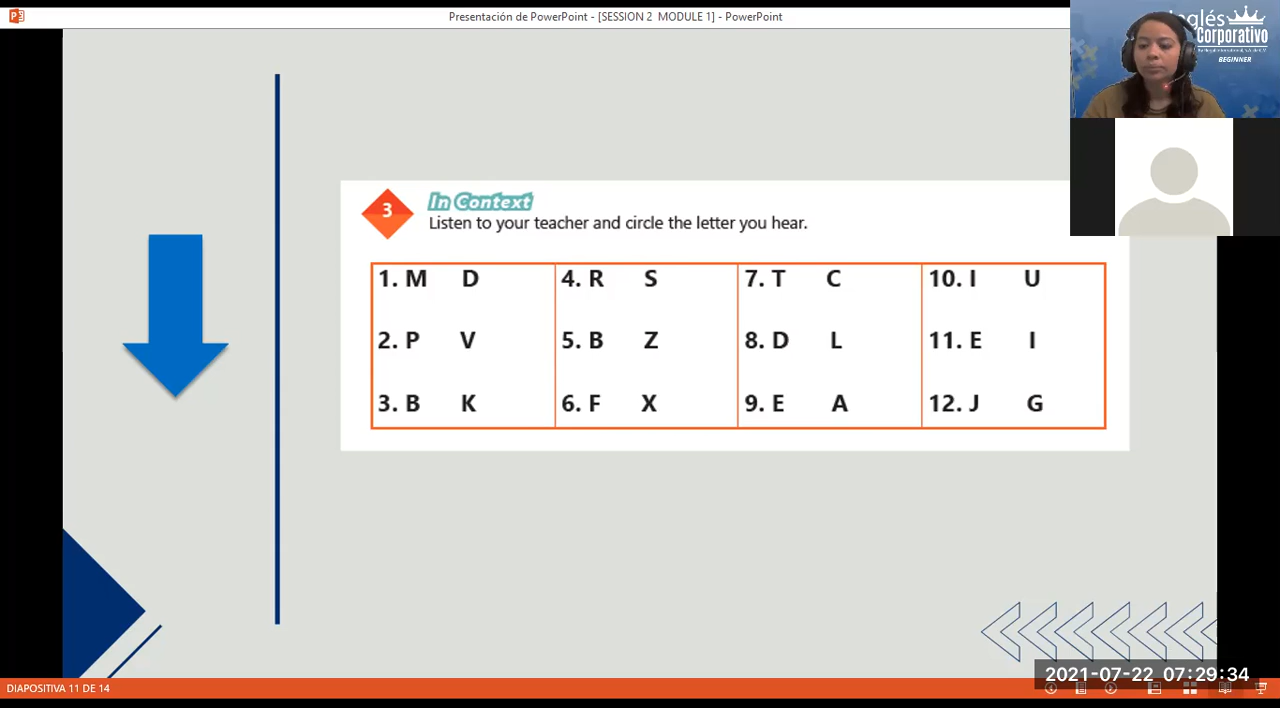 Presentación de PowerPoint - [SESSION 2 MODULE 1] - PowerPoint
inglés
Corporativo
BEGINNER
3
In Context
Listen to your teacher and circle the letter you hear.
1. M D
4. R S
7. T C
10. I U
2. P V
5. B Z
8. D L
11. E I
3. B K
6. F X
9. E A
12. J G
2021-07-22 07:29:34
DIAPOSITIVA 11 DE 14